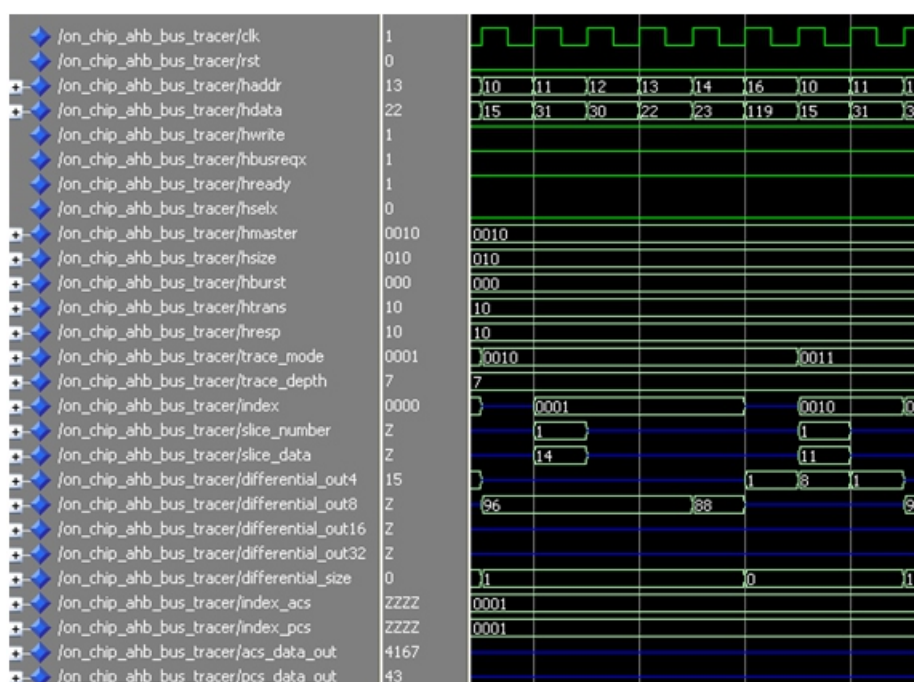 /on_chip_ahb_bus_tracer/clk 1
/on_chip_ahb_bus_tracer/rst 0
/on_chip_ahb_bus_tracer/haddr 13 10 11 12 13 14 16 10 11
/on_chip_ahb_bus_tracer/hdata 22 15 31 30 22 23 119 15 31
/on_chip_ahb_bus_tracer/hwrite 1
/on_chip_ahb_bus_tracer/hbusreqx 1
/on_chip_ahb_bus_tracer/hready 1
/on_chip_ahb_bus_tracer/hselx 0
/on_chip_ahb_bus_tracer/hmaster 0010 0010
/on_chip_ahb_bus_tracer/hsize 010 010
/on_chip_ahb_bus_tracer/hburst 000 000
/on_chip_ahb_bus_tracer/htrans 10 10
/on_chip_ahb_bus_tracer/hresp 10 10
/on_chip_ahb_bus_tracer/trace_mode 0001 0010 0011
/on_chip_ahb_bus_tracer/trace_depth 7 7
/on_chip_ahb_bus_tracer/index 0000 0001 0010
/on_chip_ahb_bus_tracer/slice_number Z 1 1
/on_chip_ahb_bus_tracer/slice_data Z 14 11
/on_chip_ahb_bus_tracer/differential_out4 15 1 8 1
/on_chip_ahb_bus_tracer/differential_out8 Z 96 88
/on_chip_ahb_bus_tracer/differential_out16 Z
/on_chip_ahb_bus_tracer/differential_out32 Z
/on_chip_ahb_bus_tracer/differential_size 0 1 0 1
/on_chip_ahb_bus_tracer/index_acs ZZZZ 0001
/on_chip_ahb_bus_tracer/index_pcs ZZZZ 0001
/on_chip_ahb_bus_tracer/acs_data_out 4167
/on_chip_ahb_bus_tracer/pcs_data_out 43